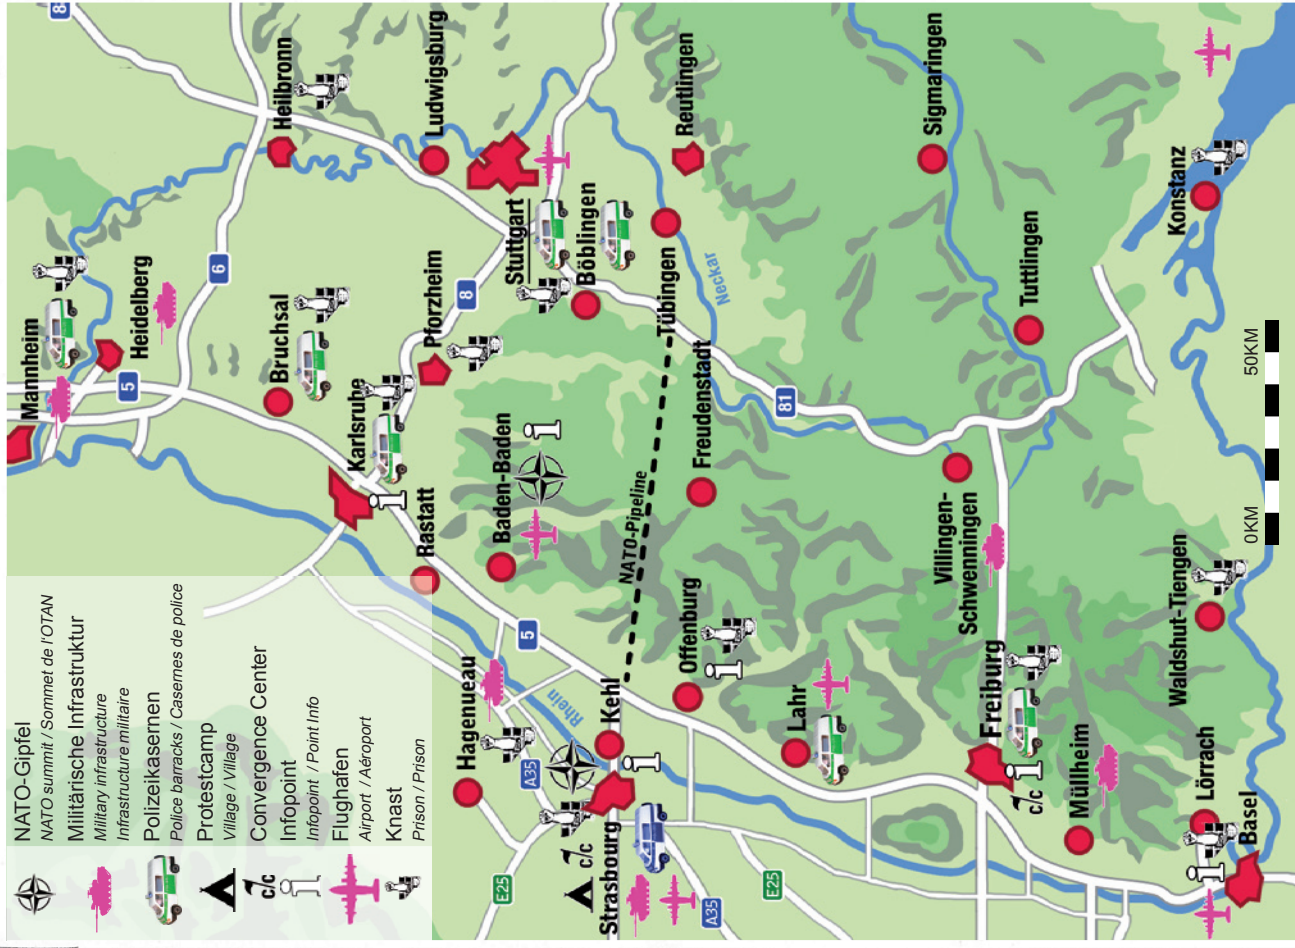 NATO-Gipfel
NATO summit / Sommet de l'OTAN
Militärische Infrastruktur
Military infrastructure
Infrastructure militaire
Polizeikasernen
Police barracks / Casernes de police
Protestcamp
Village / Village
Convergence Center
Infopoint
Infopoint / Point Info
Flughafen
Airport / Aéroport
Knast
Prison / Prison
c/c
Mannheim
Heidelberg
5
6
8
Heilbronn
Ludwigsburg
Bruchsal
Karlsruhe
Pforzheim
8
Stuttgart
Böblingen
Reutlingen
Tübingen
Neckar
Sigmaringen
Rastatt
Baden-Baden
Freudenstadt
NATO-Pipeline
81
Tuttlingen
Konstanz
Hagenueau
5
Rhein
Kehl
A35
Strasbourg
c/c
E25
A35
E25
Offenburg
Lahr
Villingen-
Schwenningen
Freiburg
c/c
Müllheim
Waldshut-Tiengen
Lörrach
Basel
0KM
50KM